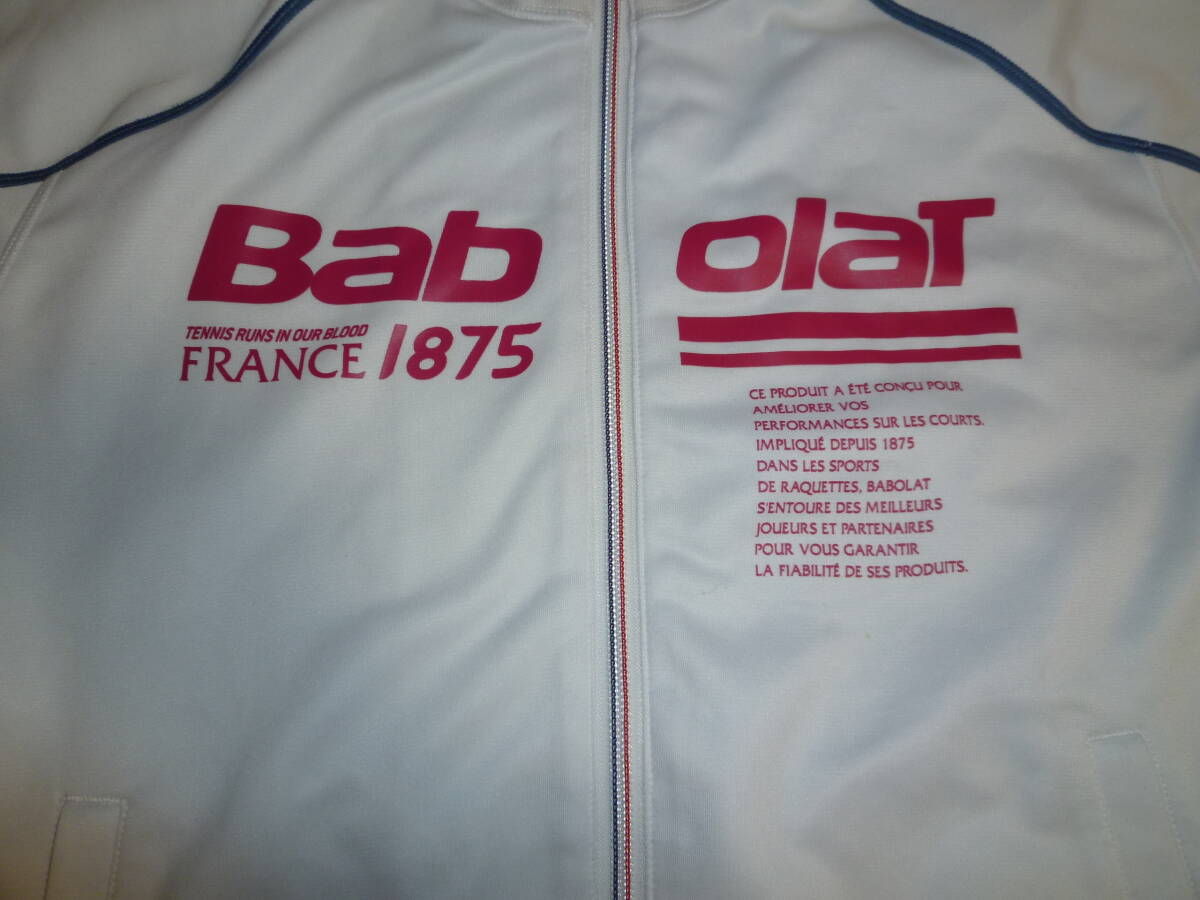 Bab olaT
TENNIS RUNS IN OUR BLOOD
FRANCE 1875
CE PRODUIT A ÉTÉ CONÇU POUR
AMÉLIORER VOS
PERFORMANCES SUR LES COURTS.
IMPLIQUÉ DEPUIS 1875
DANS LES SPORTS
DE RAQUETTES, BABOLAT
S'ENTOURE DES MEILLEURS
JOUEURS ET PARTENAIRES
POUR VOUS GARANTIR
LA FIABILITÉ DE SES PRODUITS.